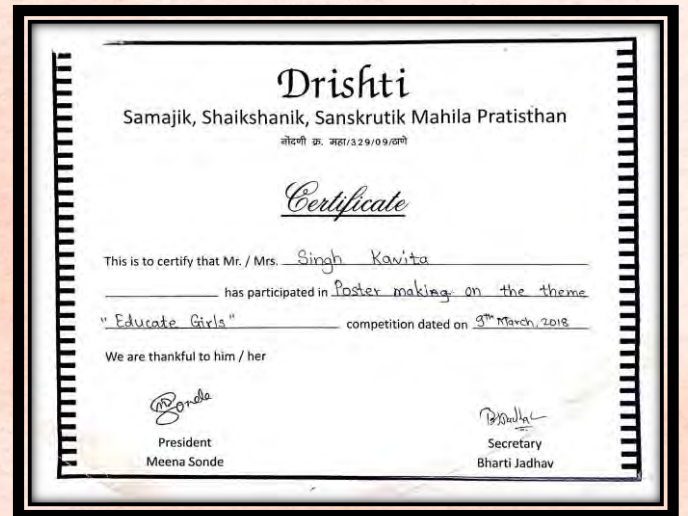 Drishti
Samajik, Shaikshanik, Sanskrutik Mahila Pratisthan
नोंदणी क्र. महा/329/09/ठाणे
Certificate
This is to certify that Mr. / Mrs. Singh Kavita
has participated in Poster making on the theme
"Educate Girls" competition dated on 9TH March, 2018
We are thankful to him / her
President Secretary
Meena Sonde Bharti Jadhav